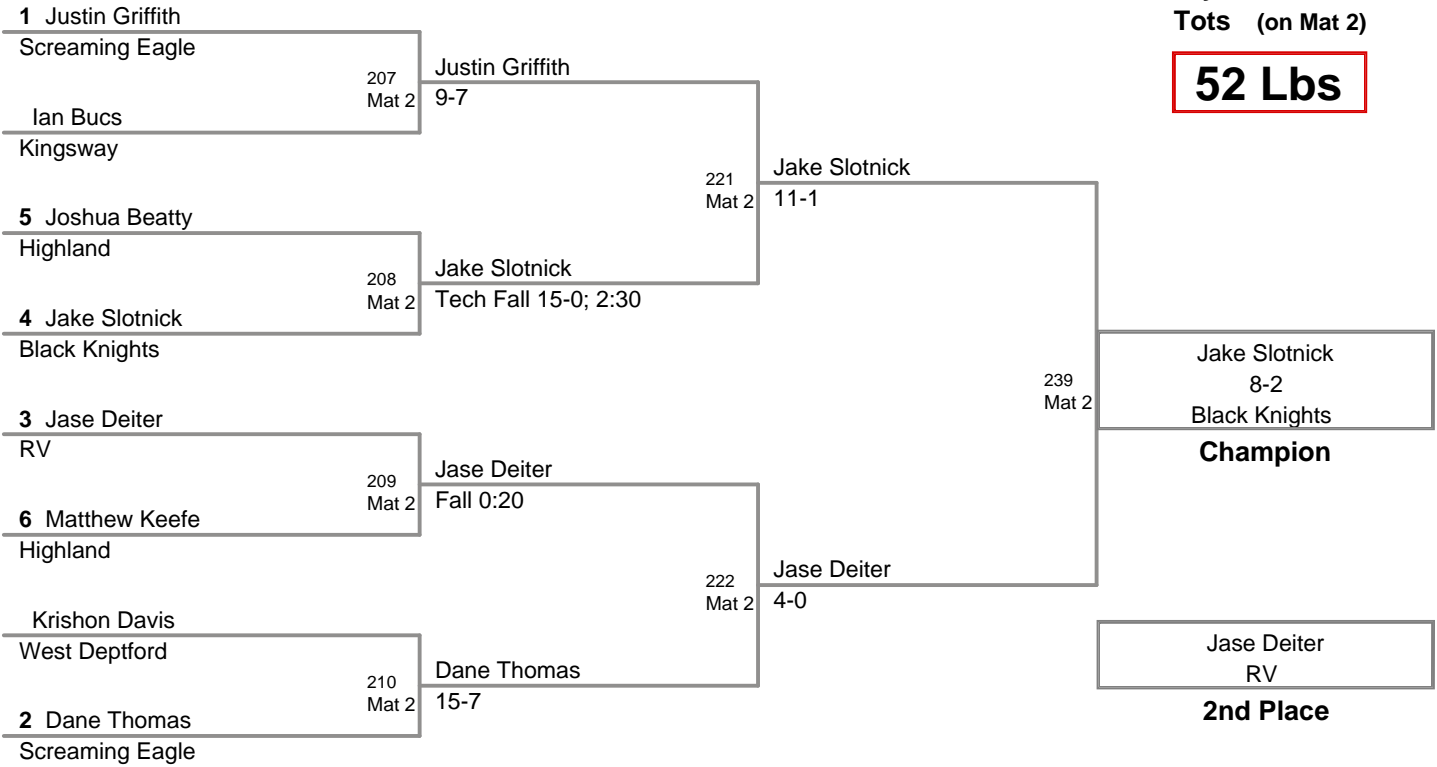 Tots (on Mat 2)
52 Lbs
1 Justin Griffith
Screaming Eagle
207
Mat 2
Justin Griffith
9-7
Ian Bucs
Kingsway
221
Mat 2
Jake Slotnick
11-1
5 Joshua Beatty
Highland
208
Mat 2
Jake Slotnick
Tech Fall 15-0; 2:30
4 Jake Slotnick
Black Knights
239
Mat 2
Jake Slotnick
8-2
Black Knights
Champion
3 Jase Deiter
RV
209
Mat 2
Jase Deiter
Fall 0:20
6 Matthew Keefe
Highland
222
Mat 2
Jase Deiter
4-0
Krishon Davis
West Deptford
210
Mat 2
Dane Thomas
15-7
2 Dane Thomas
Screaming Eagle
Jase Deiter
RV
2nd Place